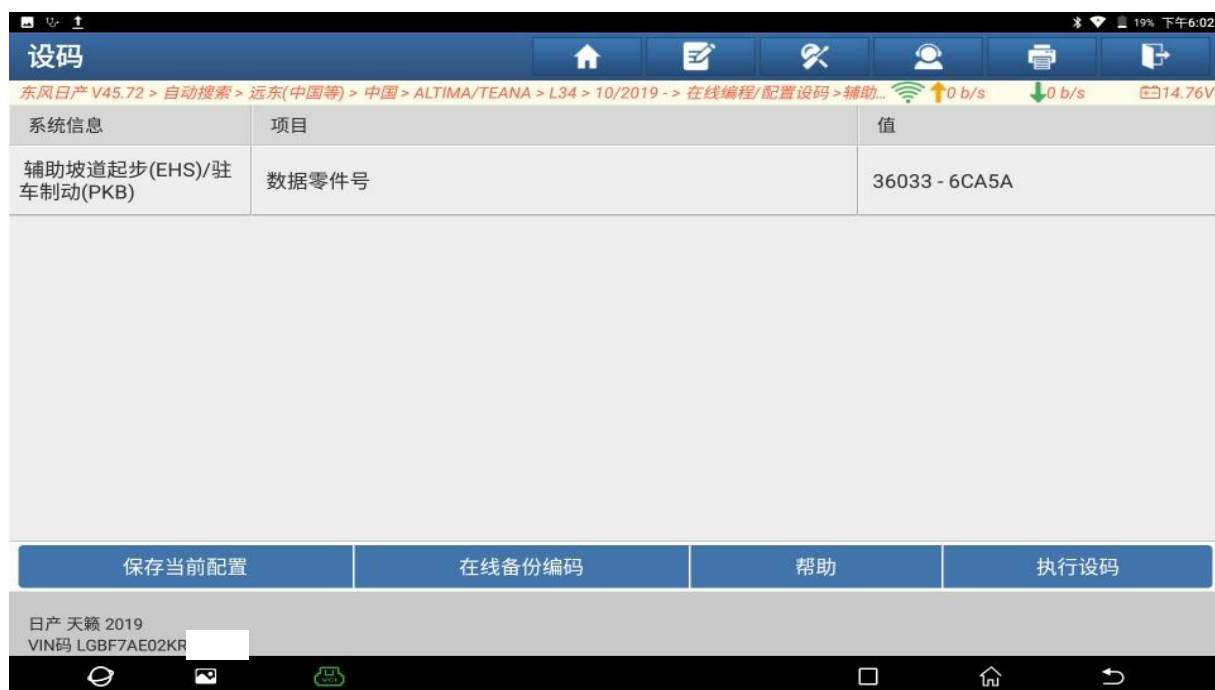 19% 下午6:02
设码
东风日产 V45.72 > 自动搜索 > 远东(中国等) > 中国 > ALTIMA/TEANA > L34 > 10/2019 - > 在线编程/配置设码 >辅助... 0 b/s 0 b/s 14.76V
系统信息 项目 值
辅助坡道起步(EHS)/驻
车制动(PKB)
数据零件号
36033 - 6CA5A
保存当前配置 在线备份编码 帮助 执行设码
日产 天籁 2019
VIN码 LGBF7AE02KR
VCI